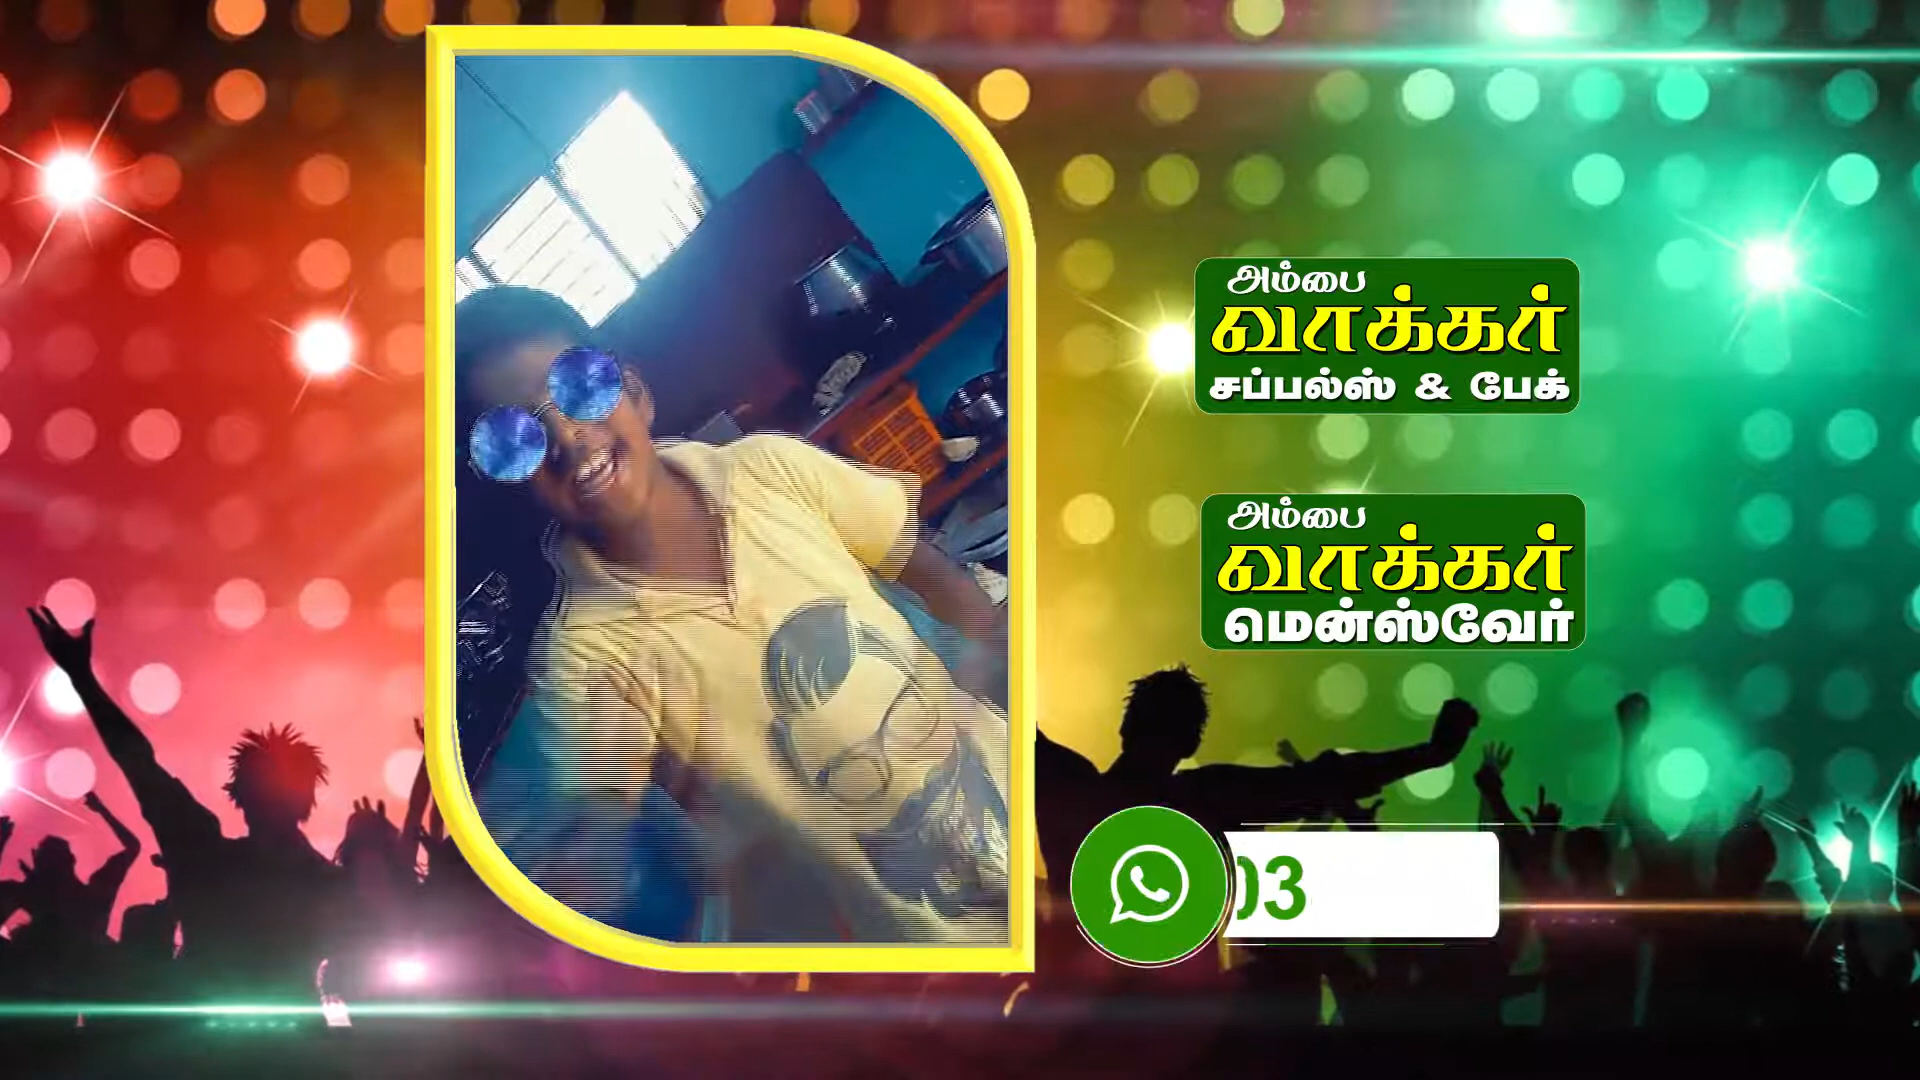 அம்பை
வாக்கர்
சப்பல்ஸ் & பேக்
அம்பை
வாக்கர்
மென்ஸ்வேர்
03